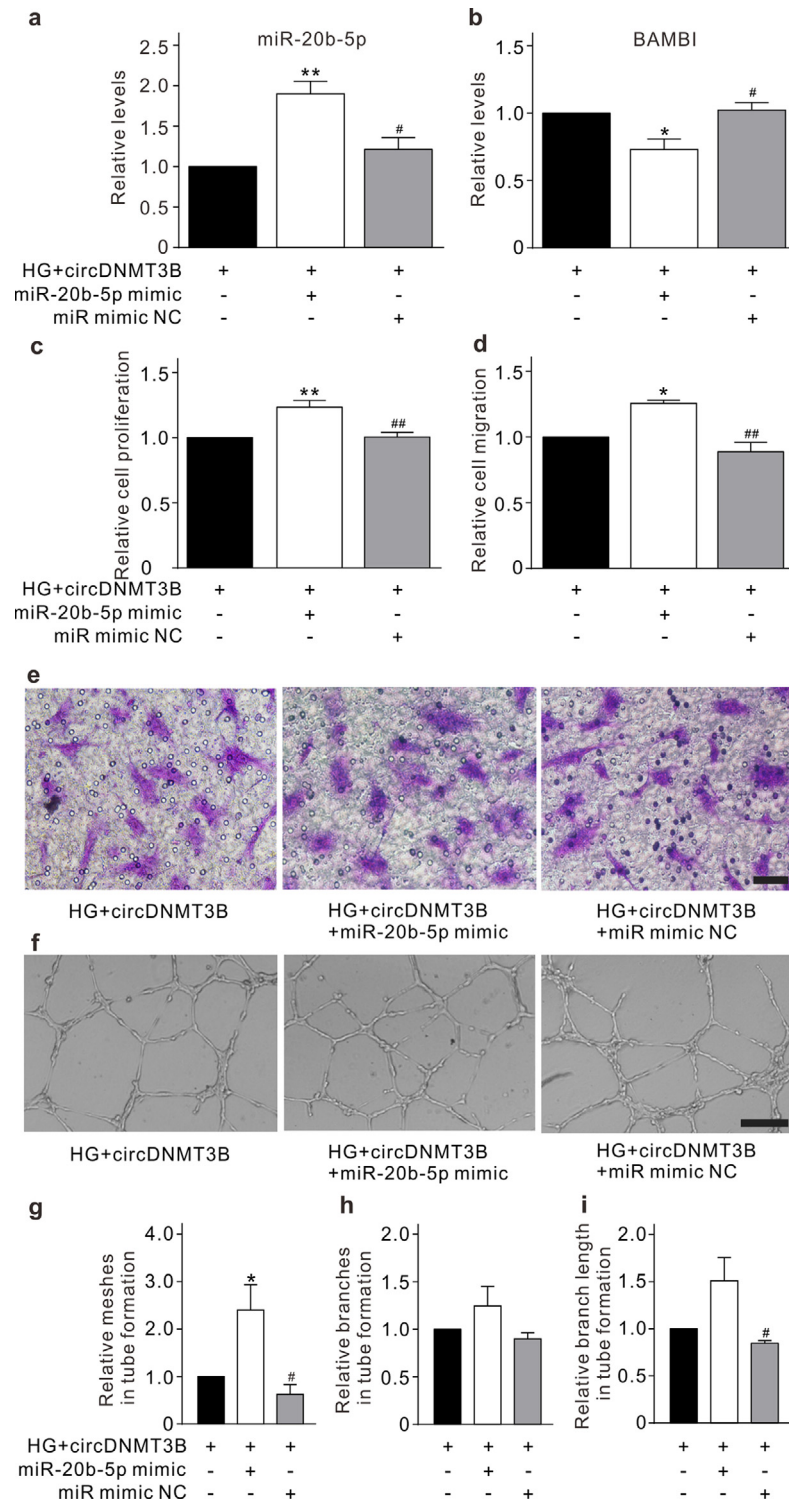 a
miR-20b-5p
Relative levels
2.5
2.0
1.5
1.0
0.5
0
**
#
HG+circDNMT3B + + +
miR-20b-5p mimic - + -
miR mimic NC - - +
b
BAMBI
Relative levels
1.5
1.0
0.5
0
*
#
+ + +
- + -
- - +
c
Relative cell proliferation
1.5
1.0
0.5
0
**
##
HG+circDNMT3B + + +
miR-20b-5p mimic - + -
miR mimic NC - - +
d
Relative cell migration
1.5
1.0
0.5
0
*
##
+ + +
- + -
- - +
e
HG+circDNMT3B
HG+circDNMT3B
+miR-20b-5p mimic
HG+circDNMT3B
+miR mimic NC
f
HG+circDNMT3B
HG+circDNMT3B
+miR-20b-5p mimic
HG+circDNMT3B
+miR mimic NC
g
Relative meshes
in tube formation
4.0
3.0
2.0
1.0
0
*
#
HG+circDNMT3B + + +
miR-20b-5p mimic - + -
miR mimic NC - - +
h
Relative branches
in tube formation
2.0
1.5
1.0
0.5
0
+ + +
- + -
- - +
i
Relative branch length
in tube formation
2.0
1.5
1.0
0.5
0
#
+ + +
- + -
- - +